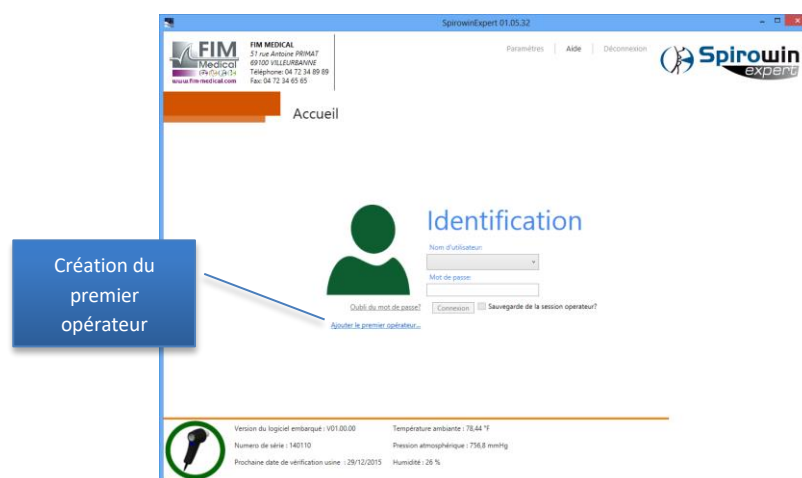 SpirowinExpert 01.05.32
FIM
Medical
www.fim-medical.com
FIM MEDICAL
51 rue Antoine PRIMAT
69100 VILLEURBANNE
Téléphone: 04 72 34 89 89
Fax: 04 72 34 65 65
Paramètres
Aide
Déconnexion
Spirowin
expert
Accueil
Identification
Nom d'utilisateur:
Mot de passe:
Oubli du mot de passe?
Connexion
Sauvegarde de la session operateur?
Ajouter le premier opérateur...
Création du
premier
opérateur
Version du logiciel embarqué : V01.00.00
Température ambiante : 78,44 °F
Numero de série : 140110
Pression atmosphérique : 756,8 mmHg
Prochaine date de vérification usine : 29/12/2015
Humidité : 26 %